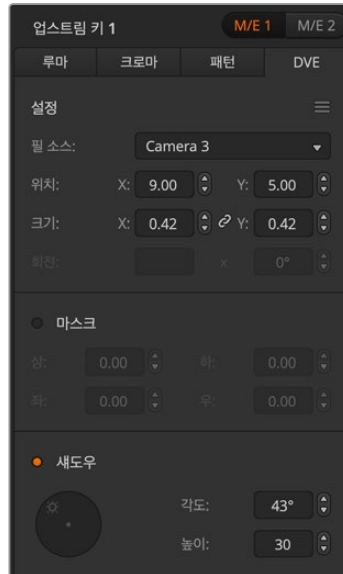 업스트림 키 1 M/E 1 M/E 2
루마 크로마 패턴 DVE
설정
필 소스: Camera 3
위치: X: 9.00 Y: 5.00
크기: X: 0.42 Y: 0.42
회전: x 0°
마스크
상: 0.00 하: 0.00
좌: 0.00 우: 0.00
섀도우
각도: 43°
높이: 30